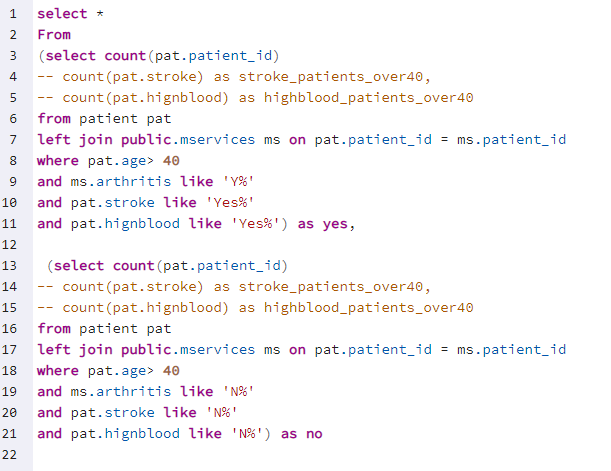 1 select *
2 From
3 (select count(pat.patient_id)
4 -- count(pat.stroke) as stroke_patients_over40,
5 -- count(pat.hignblood) as highblood_patients_over40
6 from patient pat
7 left join public.mservices ms on pat.patient_id = ms.patient_id
8 where pat.age> 40
9 and ms.arthritis like 'Y%'
10 and pat.stroke like 'Yes%'
11 and pat.hignblood like 'Yes%') as yes,
12
13 (select count(pat.patient_id)
14 -- count(pat.stroke) as stroke_patients_over40,
15 -- count(pat.hignblood) as highblood_patients_over40
16 from patient pat
17 left join public.mservices ms on pat.patient_id = ms.patient_id
18 where pat.age> 40
19 and ms.arthritis like 'N%'
20 and pat.stroke like 'N%'
21 and pat.hignblood like 'N%') as no
22